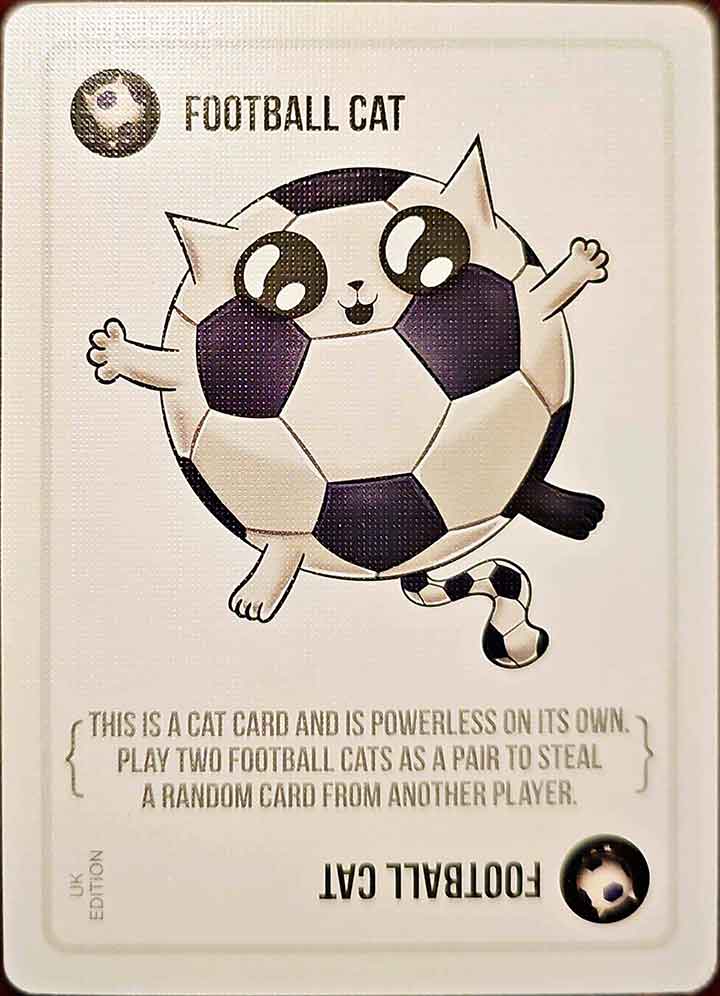 FOOTBALL CAT
THIS IS A CAT CARD AND IS POWERLESS ON ITS OWN.
PLAY TWO FOOTBALL CATS AS A PAIR TO STEAL
A RANDOM CARD FROM ANOTHER PLAYER.
UK
EDITION
FOOTBALL CAT